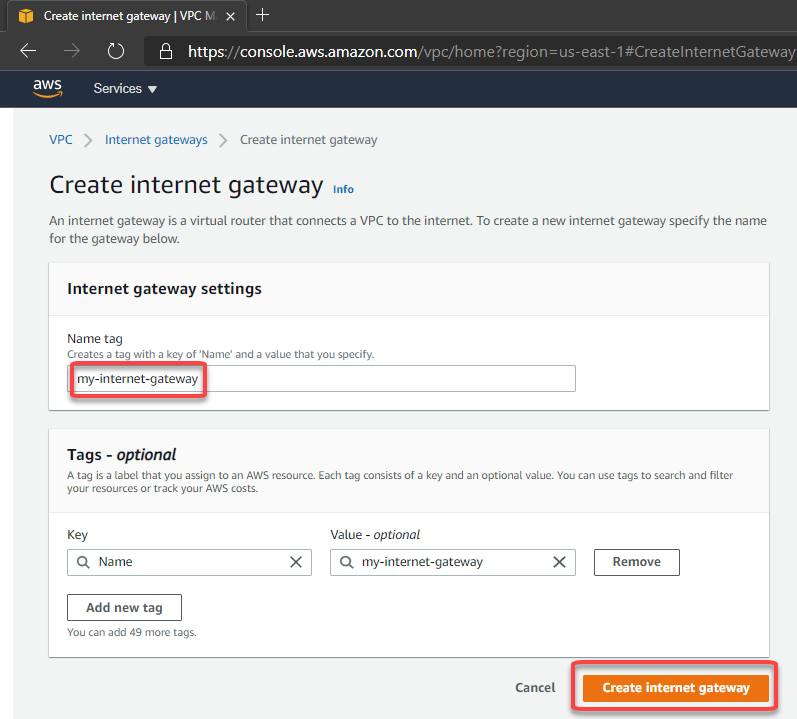 Create internet gateway | VPC M
https://console.aws.amazon.com/vpc/home?region=us-east-1#CreateInternetGateway
aws
Services
VPC
Internet gateways
Create internet gateway
Create internet gateway Info
An internet gateway is a virtual router that connects a VPC to the internet. To create a new internet gateway specify the name
for the gateway below.
Internet gateway settings
Name tag
Creates a tag with a key of 'Name' and a value that you specify.
my-internet-gateway
Tags - optional
A tag is a label that you assign to an AWS resource. Each tag consists of a key and an optional value. You can use tags to search and filter
your resources or track your AWS costs.
Key
Value - optional
Name
my-internet-gateway
Remove
Add new tag
You can add 49 more tags.
Cancel
Create internet gateway